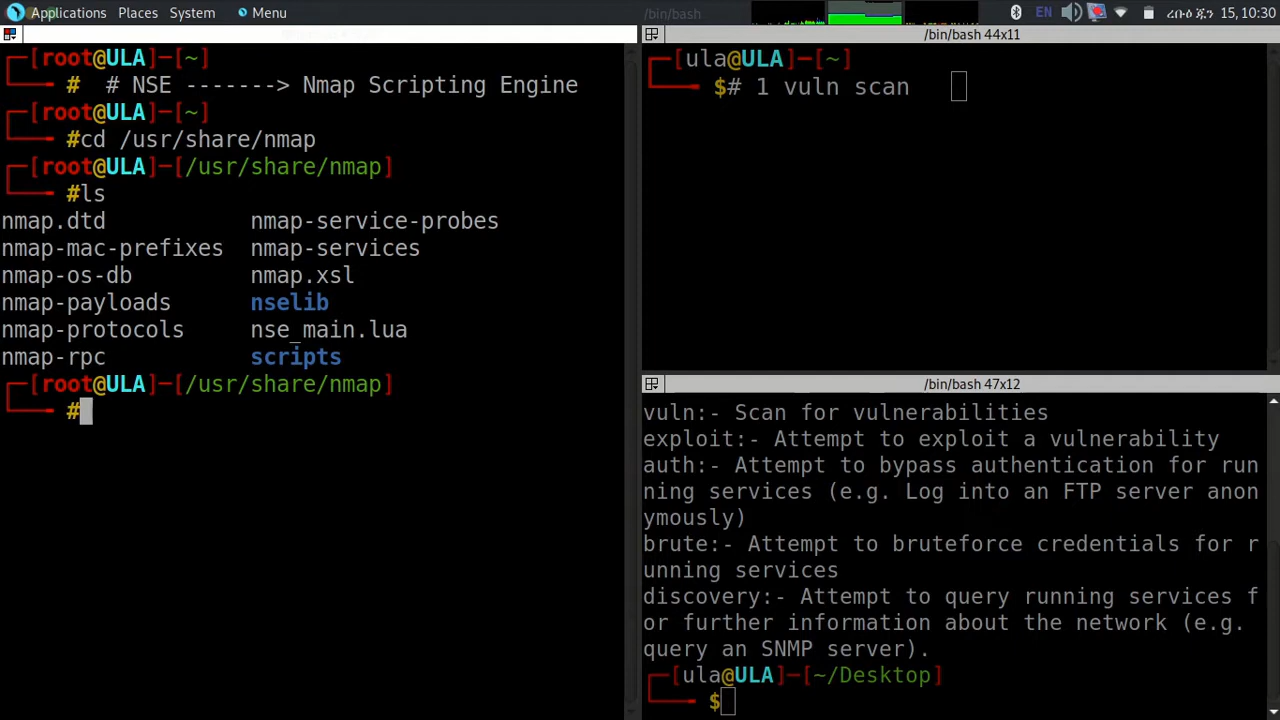 Applications Places System Menu
/bin/bash
EN ረቡዕ ጁን 15, 10:30
┌─[root@ULA]─[~]
└──╼ # # NSE -------> Nmap Scripting Engine
┌─[root@ULA]─[~]
└──╼ #cd /usr/share/nmap
┌─[root@ULA]─[/usr/share/nmap]
└──╼ #ls
nmap.dtd nmap-service-probes
nmap-mac-prefixes nmap-services
nmap-os-db nmap.xsl
nmap-payloads nselib
nmap-protocols nse_main.lua
nmap-rpc scripts
┌─[root@ULA]─[/usr/share/nmap]
└──╼ #
/bin/bash 44x11
┌─[ula@ULA]─[~]
└──╼ $# 1 vuln scan
/bin/bash 47x12
vuln:- Scan for vulnerabilities
exploit:- Attempt to exploit a vulnerability
auth:- Attempt to bypass authentication for run
ning services (e.g. Log into an FTP server anon
ymously)
brute:- Attempt to bruteforce credentials for r
unning services
discovery:- Attempt to query running services f
or further information about the network (e.g.
query an SNMP server).
┌─[ula@ULA]─[~/Desktop]
└──╼ $